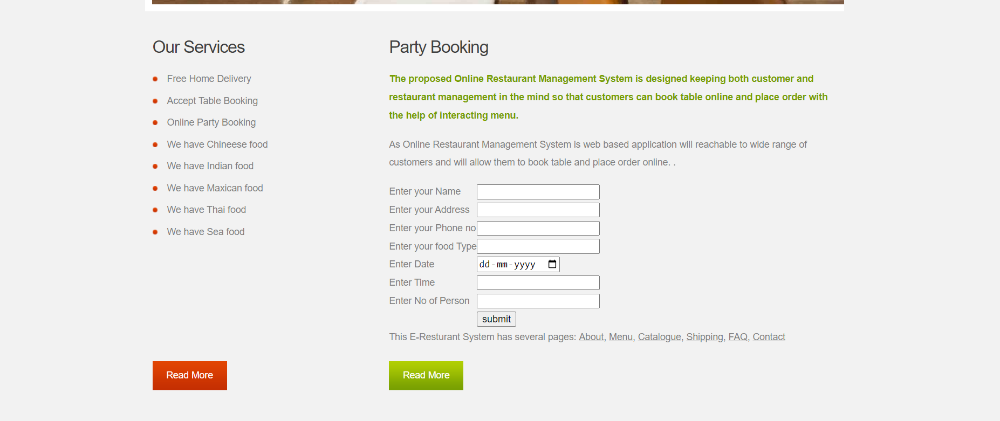 Our Services
Free Home Delivery
Accept Table Booking
Online Party Booking
We have Chineese food
We have Indian food
We have Maxican food
We have Thai food
We have Sea food
Read More
Party Booking
The proposed Online Restaurant Management System is designed keeping both customer and
restaurant management in the mind so that customers can book table online and place order with
the help of interacting menu.
As Online Restaurant Management System is web based application will reachable to wide range of
customers and will allow them to book table and place order online. .
Enter your Name
Enter your Address
Enter your Phone no
Enter your food Type
Enter Date dd-mm-yyyy
Enter Time
Enter No of Person
submit
This E-Resturant System has several pages: About, Menu, Catalogue, Shipping, FAQ, Contact
Read More